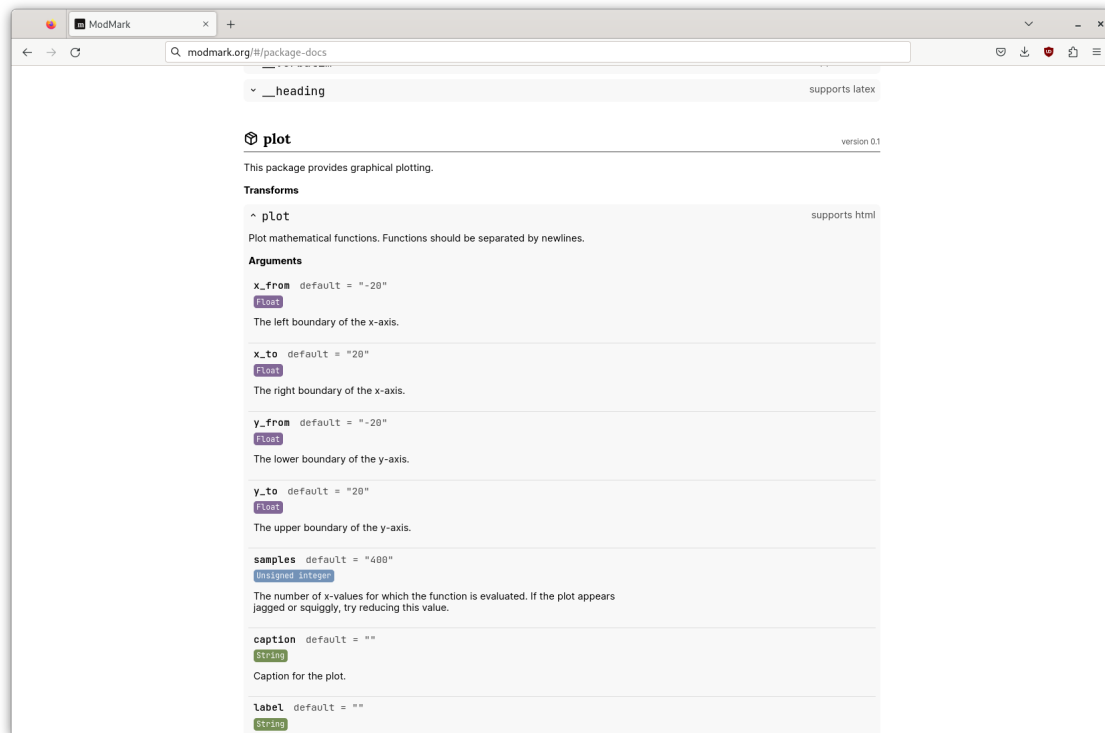 ModMark
modmark.org/#/package-docs
__heading
supports latex
plot
version 0.1
This package provides graphical plotting.
Transforms
plot
supports html
Plot mathematical functions. Functions should be separated by newlines.
Arguments
x_from default = "-20"
Float
The left boundary of the x-axis.
x_to default = "20"
Float
The right boundary of the x-axis.
y_from default = "-20"
Float
The lower boundary of the y-axis.
y_to default = "20"
Float
The upper boundary of the y-axis.
samples default = "400"
Unsigned integer
The number of x-values for which the function is evaluated. If the plot appears
jagged or squiggly, try reducing this value.
caption default = ""
String
Caption for the plot.
label default = ""
String